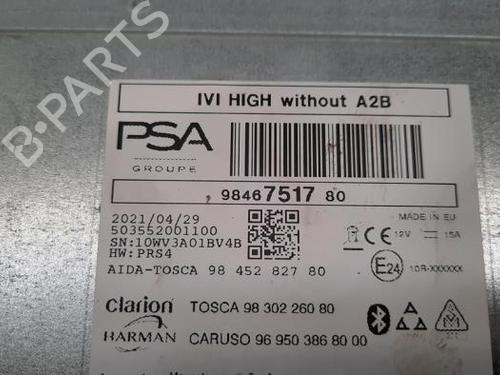 IVI HIGH without A2B
PSA
GROUPE
98467517 80
2021/04/29
503552001100
SN:10WV3A01BV4B
HW:PRS4
AIDA-TOSCA 98 452 827 80
MADE IN EU
12V 15A
E24 10R-XXXXXX
Clarion TOSCA 98 302 260 80
HARMAN CARUSO 96 950 386 80 00
B-PARTS